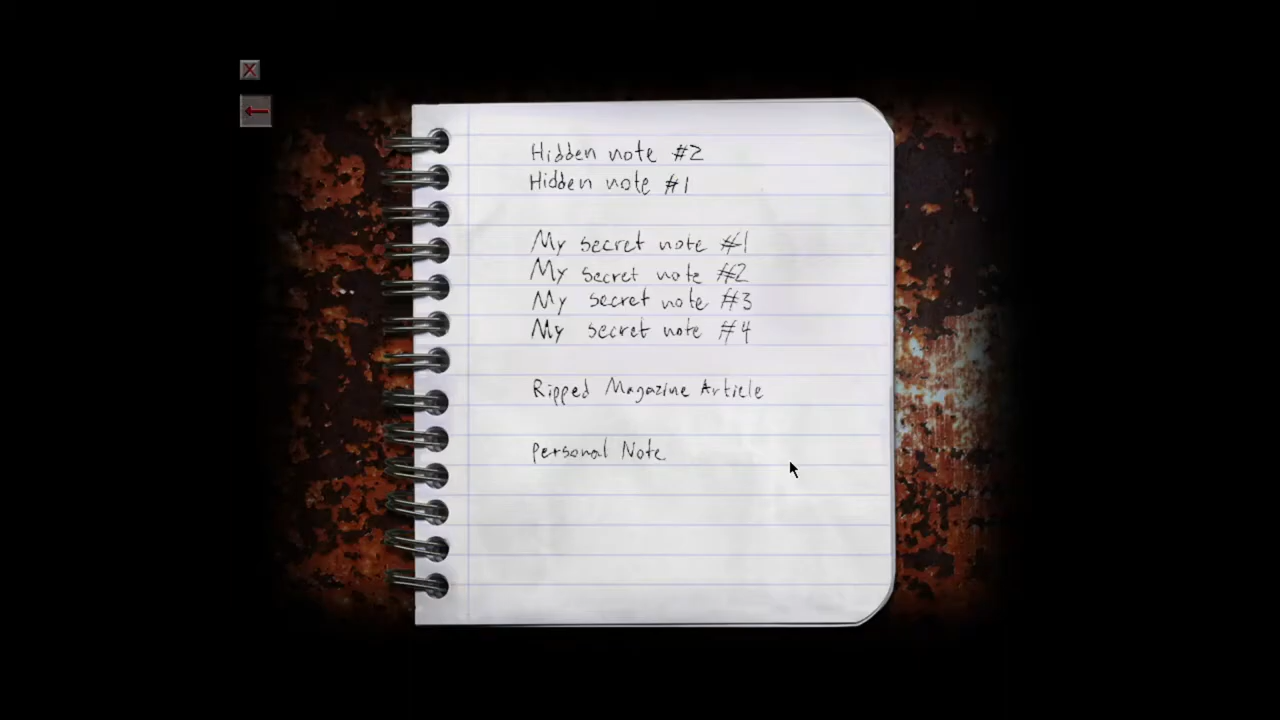 Hidden note #2
Hidden note #1
My secret note #1
My secret note #2
My secret note #3
My secret note #4
Ripped Magazine Article
Personal Note